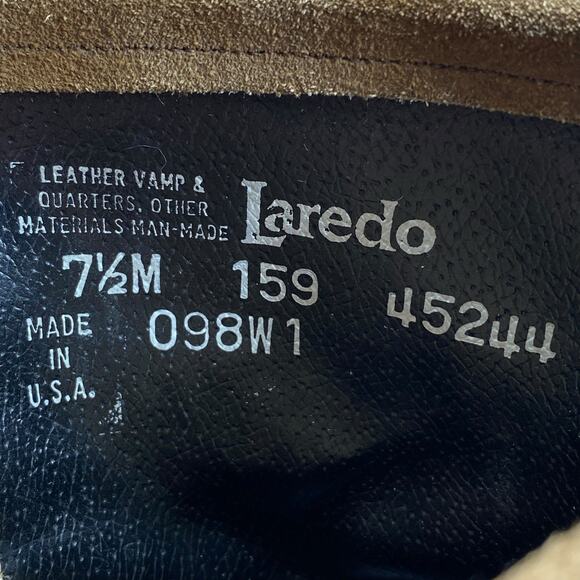 LEATHER VAMP &
QUARTERS, OTHER
MATERIALS MAN-MADE
Laredo
7½M 159 45244
MADE IN U.S.A.
098W1